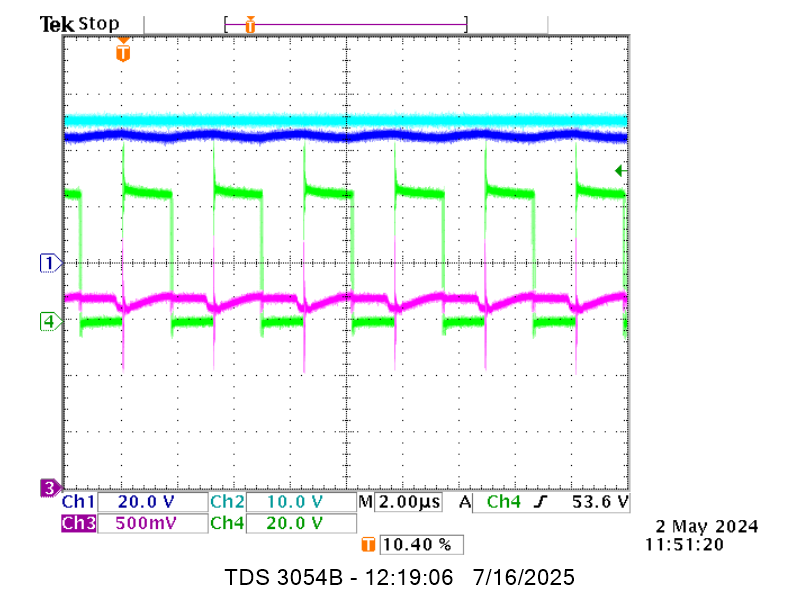 Tek Stop
T
T
1
4
3
Ch1 20.0 V Ch2 10.0 V M 2.00µs A Ch4 53.6 V
Ch3 500mV Ch4 20.0 V
T 10.40 %
2 May 2024
11:51:20
TDS 3054B - 12:19:06 7/16/2025